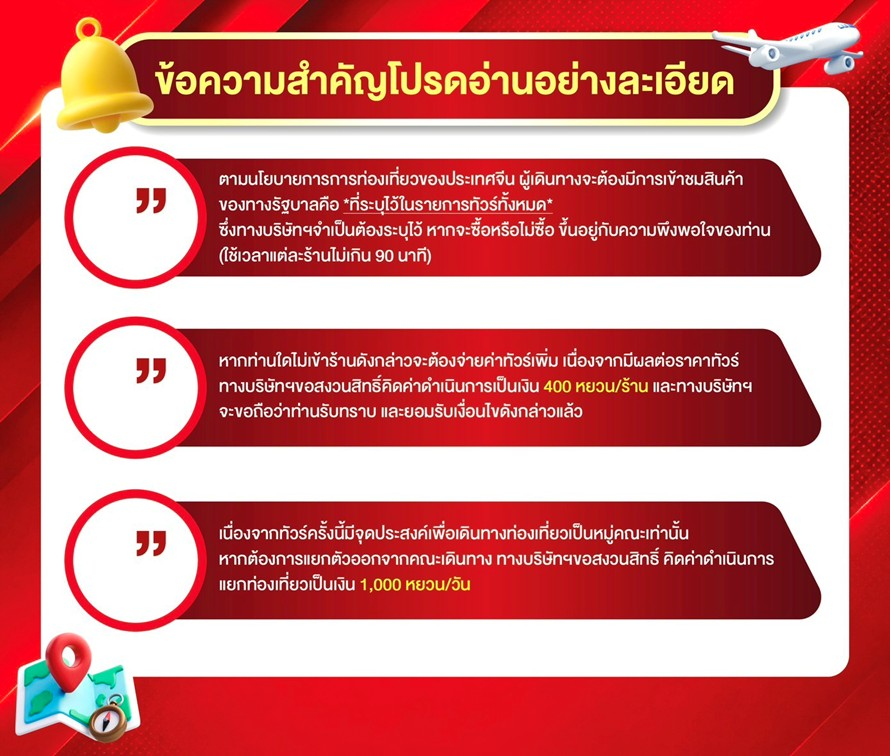 ข้อความสำคัญโปรดอ่านอย่างละเอียด
ตามนโยบายการการท่องเที่ยวของประเทศจีน ผู้เดินทางจะต้องมีการเข้าชมสินค้า
ของทางรัฐบาลคือ *ที่ระบุไว้ในรายการทัวร์ทั้งหมด*
ซึ่งทางบริษัทฯจำเป็นต้องระบุไว้ หากจะซื้อหรือไม่ซื้อ ขึ้นอยู่กับความพึงพอใจของท่าน
(ใช้เวลาแต่ละร้านไม่เกิน 90 นาที)
หากท่านใดไม่เข้าร้านดังกล่าวจะต้องจ่ายค่าทัวร์เพิ่ม เนื่องจากมีผลต่อราคาทัวร์
ทางบริษัทฯขอสงวนสิทธิ์คิดค่าดำเนินการเป็นเงิน 400 หยวน/ร้าน และทางบริษัทฯ
จะขอถือว่าท่านรับทราบ และยอมรับเงื่อนไขดังกล่าวแล้ว
เนื่องจากทัวร์ครั้งนี้มีจุดประสงค์เพื่อเดินทางท่องเที่ยวเป็นหมู่คณะเท่านั้น
หากต้องการแยกตัวออกจากคณะเดินทาง ทางบริษัทฯขอสงวนสิทธิ์ คิดค่าดำเนินการ
แยกท่องเที่ยวเป็นเงิน 1,000 หยวน/วัน